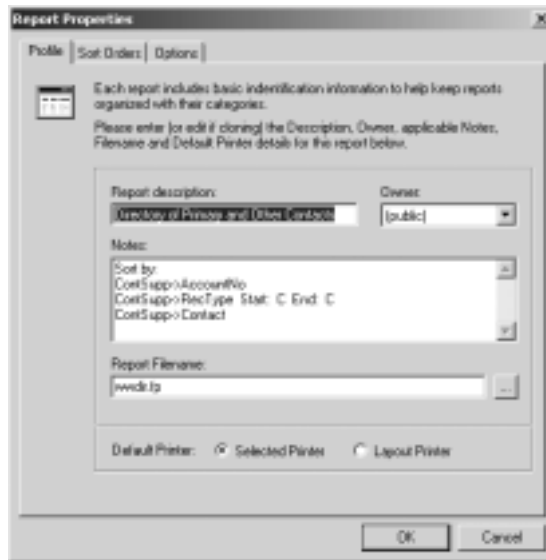 Report Properties
Profile Sort Orders Options
Each report includes basic indentification information to help keep reports
organized with their categories.
Please enter (or edit if cloning) the Description, Owner, applicable Notes,
Filename and Default Printer details for this report below.
Report description: Owner:
Directory of Primary and Other Contacts (public)
Notes:
Sort by:
ContSupp->AccountNo
ContSupp->RecType Start: C End: C
ContSupp->Contact
Report Filename:
...
Default Printer: Selected Printer Layout Printer
OK Cancel